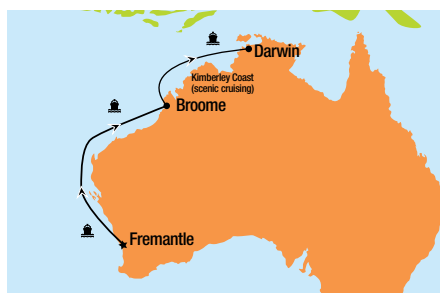 Darwin
Kimberley Coast
(scenic cruising)
Broome
Fremantle